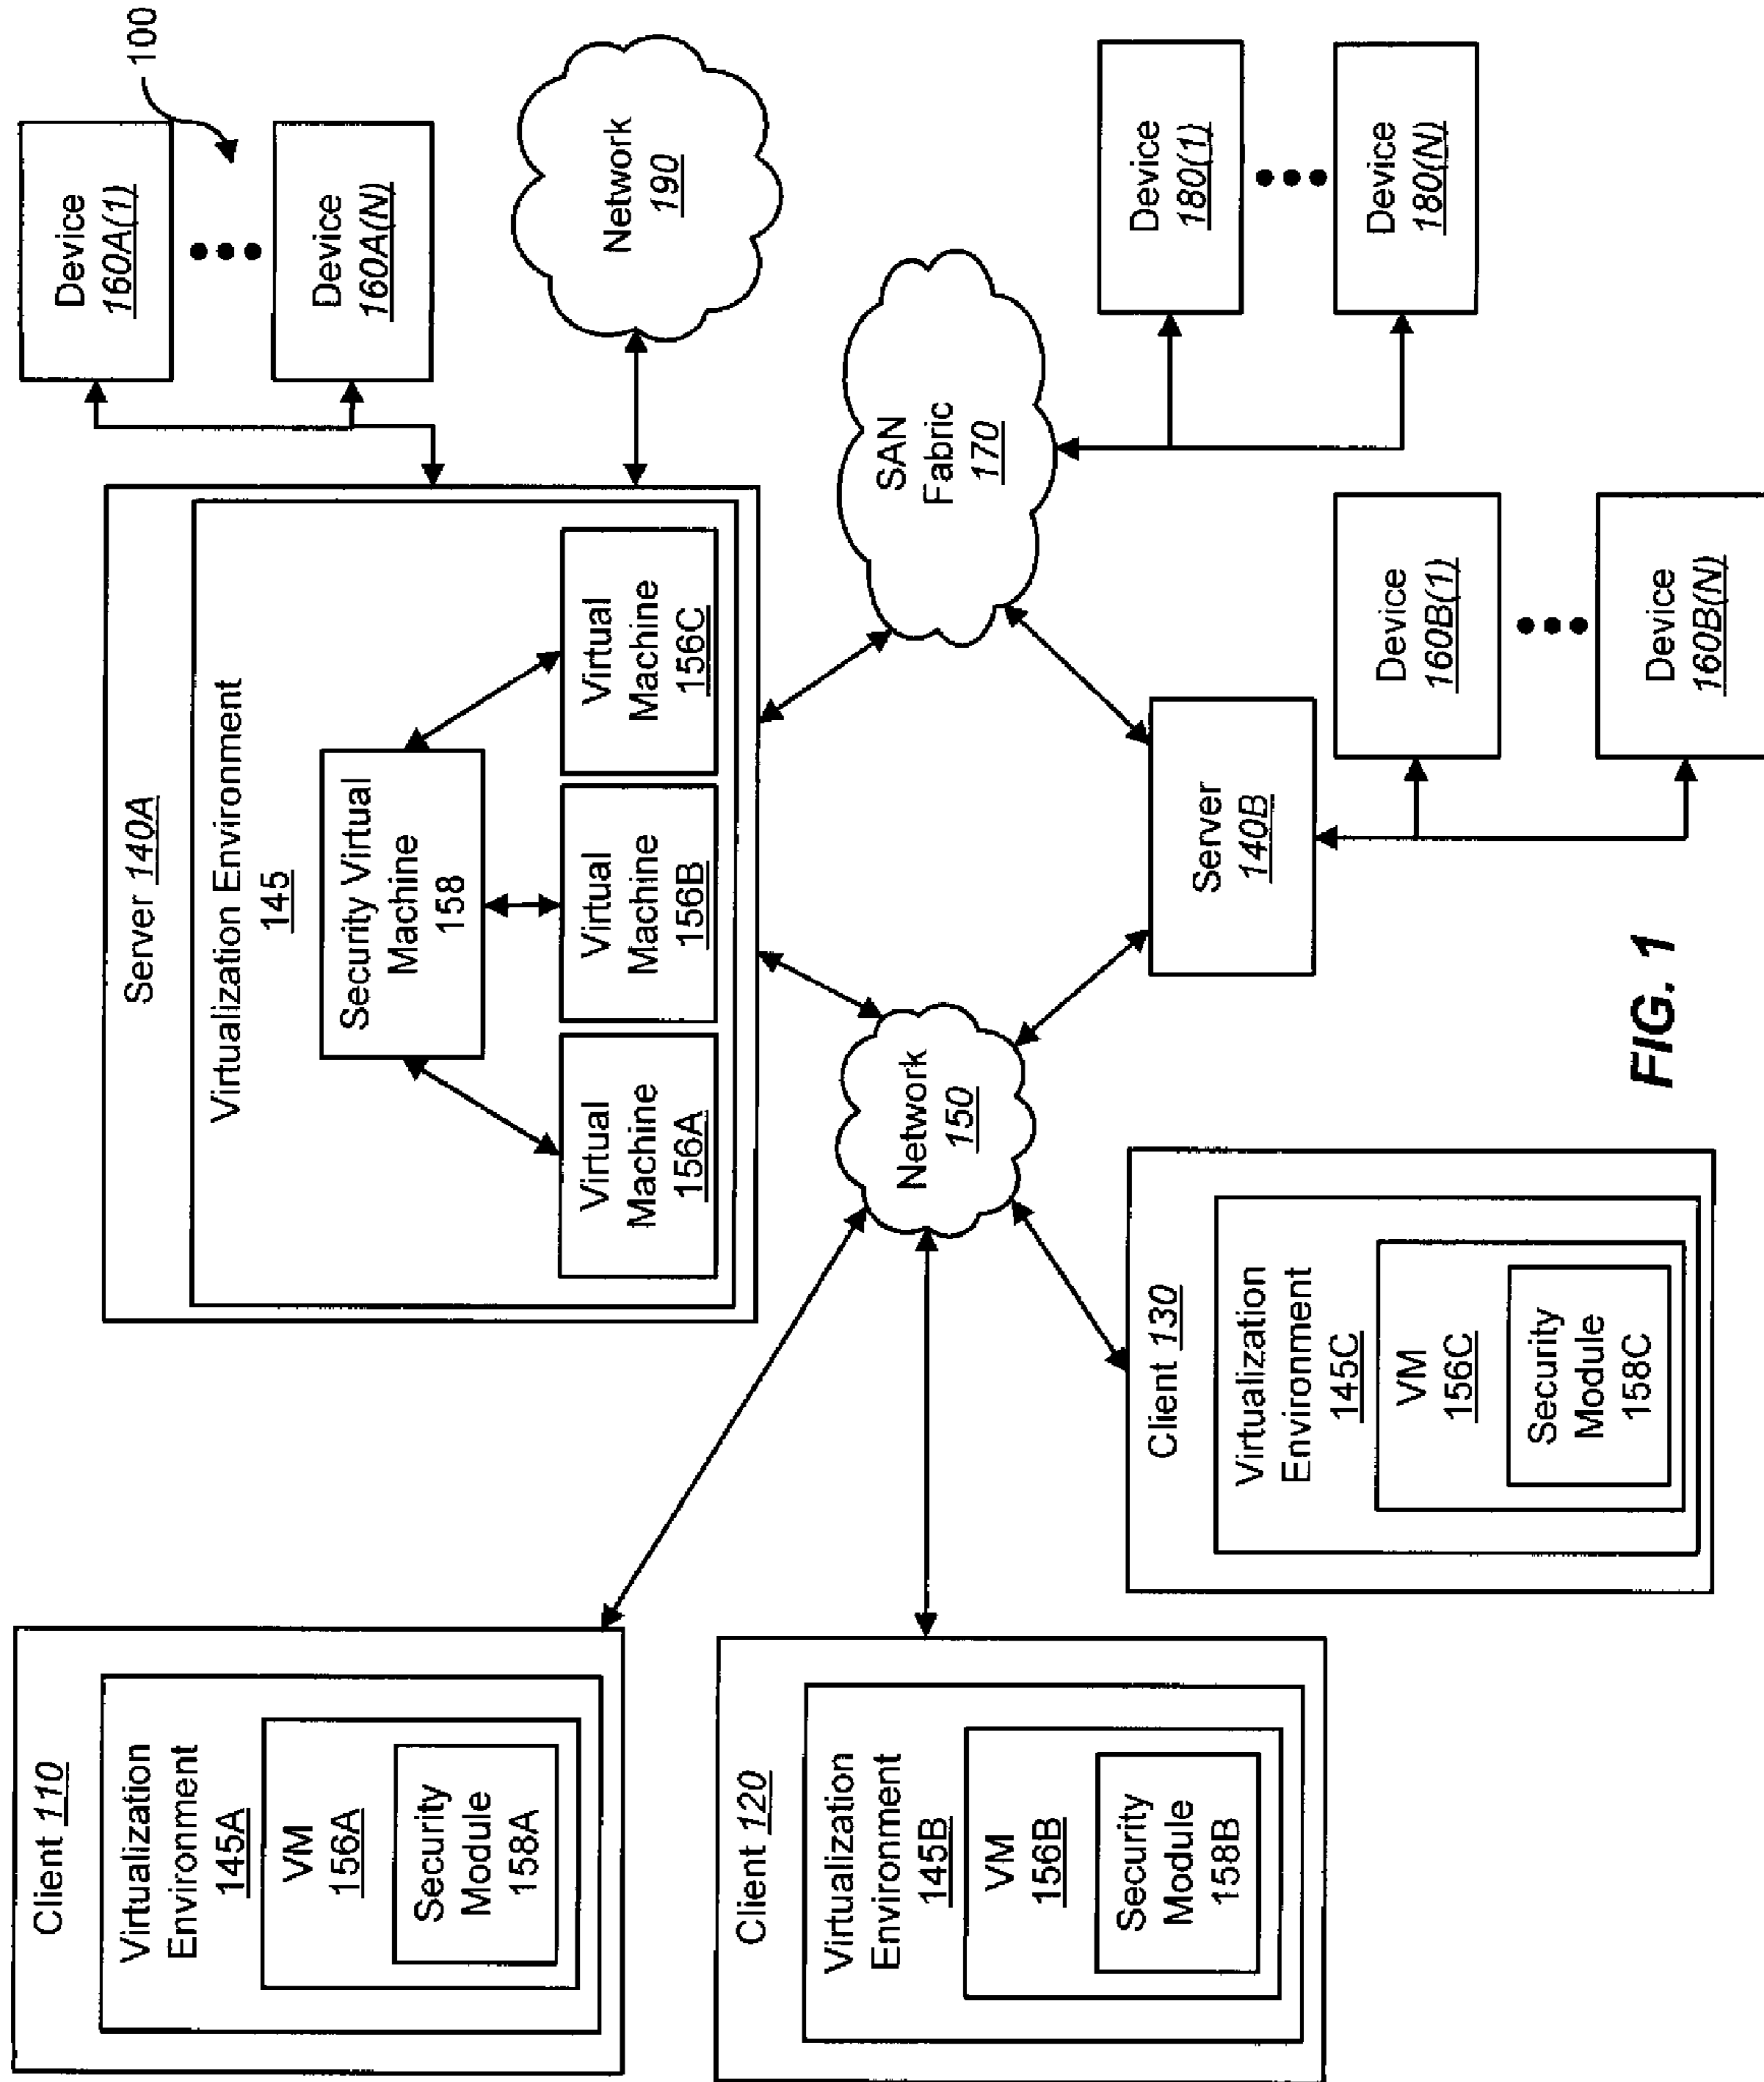 Client 110
Virtualization
Environment
145A
VM
156A
Security
Module
158A
Client 120
Virtualization
Environment
145B
VM
156B
Security
Module
158B
Client 130
Virtualization
Environment
145C
VM
156C
Security
Module
158C
Server 140A
Virtualization Environment
145
Security Virtual
Machine
158
Virtual
Machine
156A
Virtual
Machine
156B
Virtual
Machine
156C
Network
150
Server
140B
SAN
Fabric
170
Network
190
Device
160A(1)
Device
160A(N)
100
Device
180(1)
Device
180(N)
Device
160B(1)
Device
160B(N)
FIG. 1